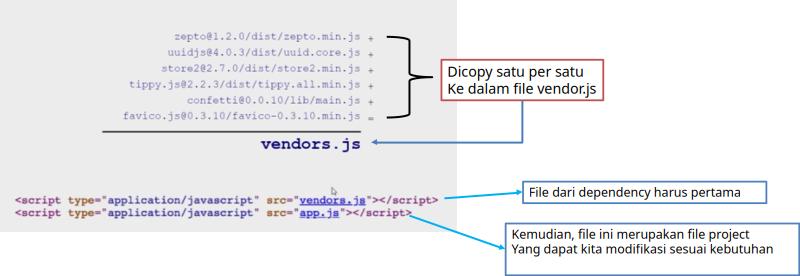 zepto@1.2.0/dist/zepto.min.js +
uuidjs@4.0.3/dist/uuid.core.js +
store2@2.7.0/dist/store2.min.js +
tippy.js@2.2.3/dist/tippy.all.min.js +
confetti@0.0.10/lib/main.js +
favico.js@0.3.10/favico-0.3.10.min.js =
vendors.js
Dicopy satu per satu
Ke dalam file vendor.js
<script type="application/javascript" src="vendors.js"></script>
<script type="application/javascript" src="app.js"></script>
File dari dependency harus pertama
Kemudian, file ini merupakan file project
Yang dapat kita modifikasi sesuai kebutuhan